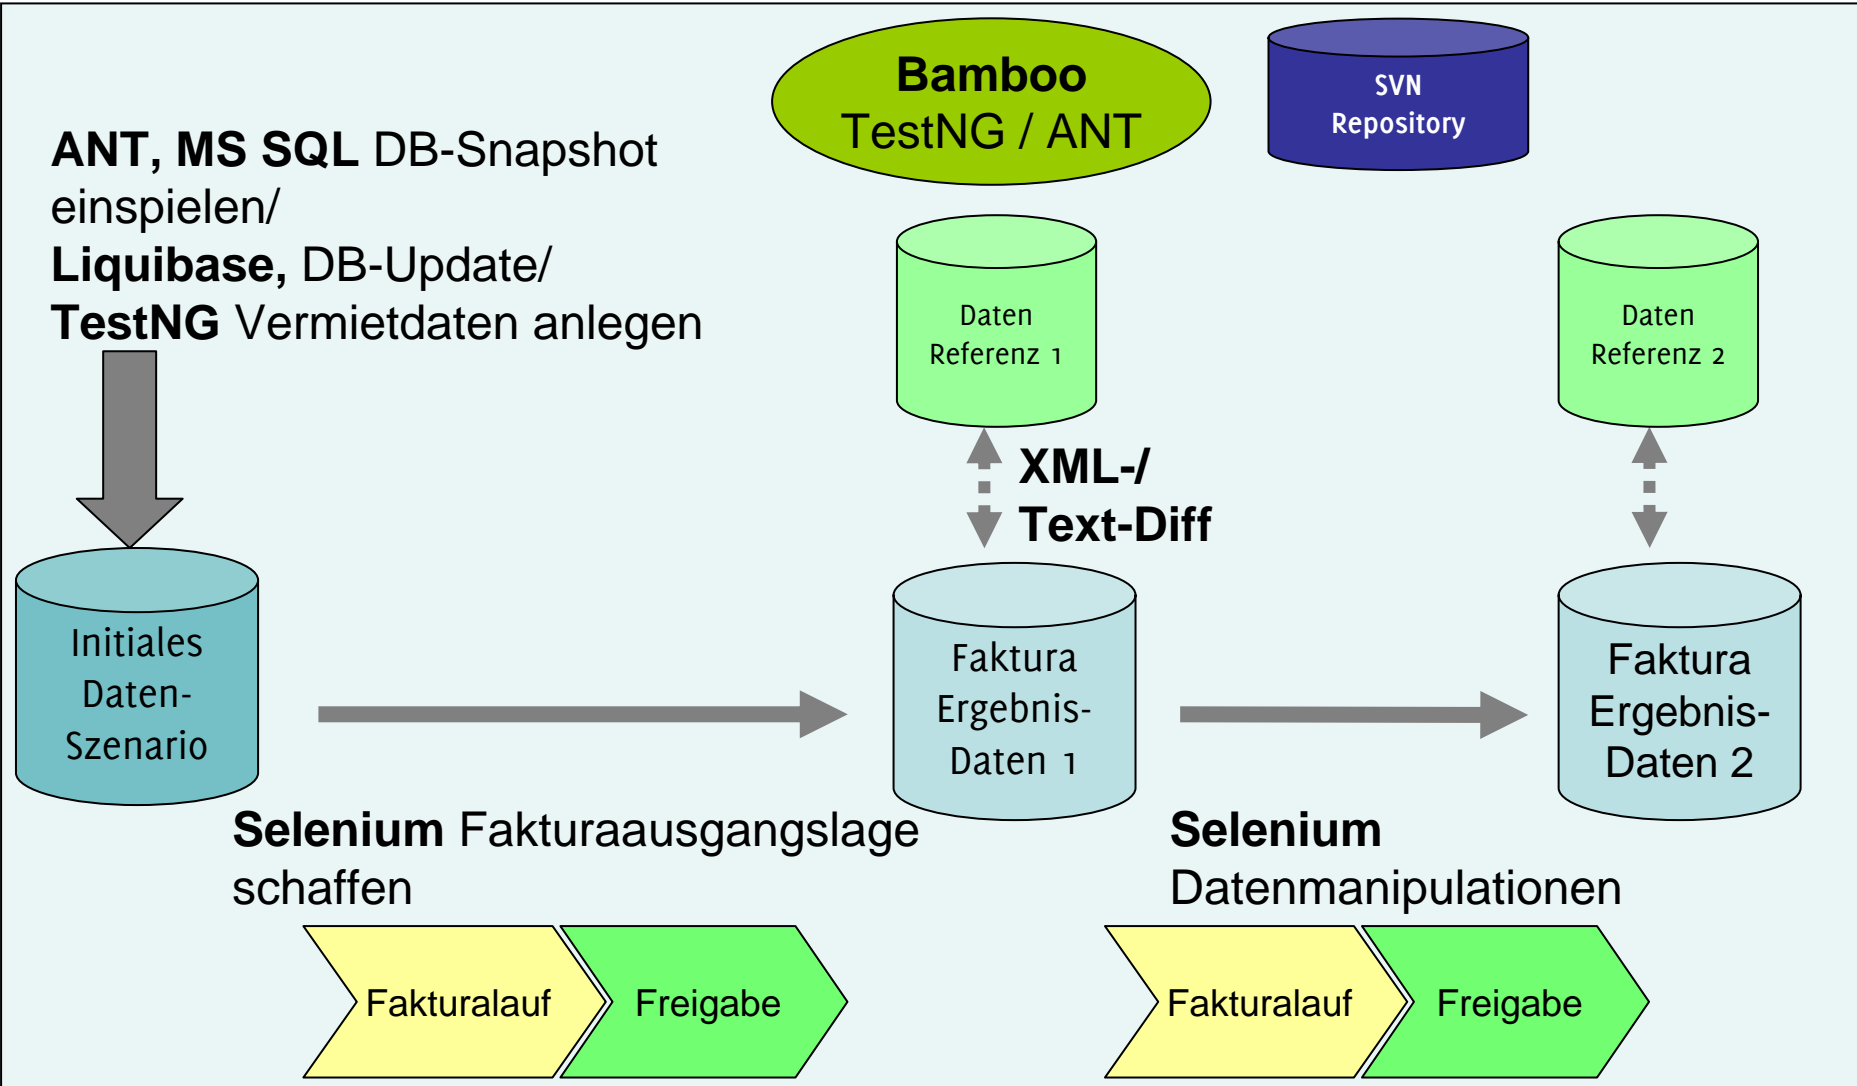 Bamboo
TestNG / ANT
SVN
Repository
ANT, MS SQL DB-Snapshot
einspielen/
Liquibase, DB-Update/
TestNG Vermietdaten anlegen
Daten
Referenz 1
Daten
Referenz 2
XML-/
Text-Diff
Initiales
Daten-
Szenario
Faktura
Ergebnis-
Daten 1
Faktura
Ergebnis-
Daten 2
Selenium Fakturaausgangslage
schaffen
Selenium
Datenmanipulationen
Fakturalauf
Freigabe
Fakturalauf
Freigabe